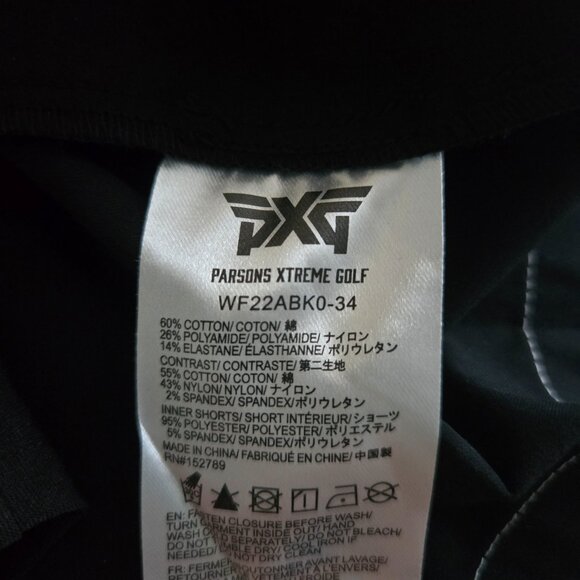 PXG
PARSONS XTREME GOLF
WF22ABK0-34
60% COTTON/ COTON/ 綿
26% POLYAMIDE/ POLYAMIDE/ ナイロン
14% ELASTANE/ ÉLASTHANNE/ ポリウレタン
CONTRAST/ CONTRASTE/ 第二生地
55% COTTON/ COTON/ 綿
43% NYLON/ NYLON/ ナイロン
2% SPANDEX/ SPANDEX/ポリウレタン
INNER SHORTS/ SHORT INTÉRIEUR/ ショーツ
95% POLYESTER/ POLYESTER/ ポリエステル
5% SPANDEX/ SPANDEX/ポリウレタン
MADE IN CHINA/ FABRIQUÉ EN CHINE/ 中国製
RN#152789
EN: FASTEN CLOSURE BEFORE WASH/
TURN GARMENT INSIDE OUT/ HAND
WASH SEPARATELY/ DO NOT BLEACH/
DO NOT TUMBLE DRY/ COOL IRON IF
NEEDED/ DO NOT DRY CLEAN
FR: FERMER/BOUTONNER AVANT LAVAGE/
RETOURNER LE VÊTEMENT À L'ENVERS/